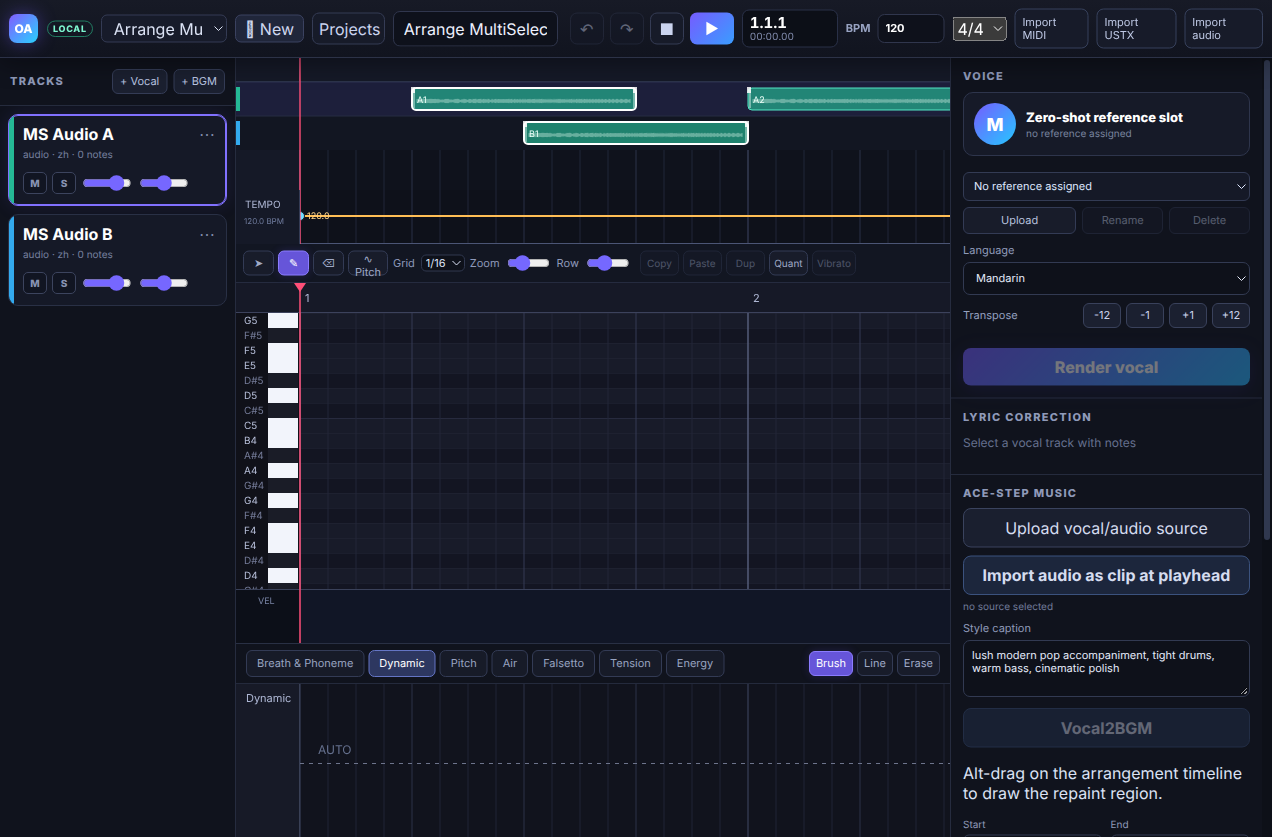 OA LOCAL Arrange Mu New Projects Arrange MultiSelec 1.1.1 00:00.00 BPM 120 4/4 Import MIDI Import USTX Import audio
TRACKS + Vocal + BGM
MS Audio A ...
audio · zh · 0 notes
M S
MS Audio B ...
audio · zh · 0 notes
M S
A1 A2
B1
TEMPO
120.0 BPM 120.0
Pitch Grid 1/16 Zoom Row Copy Paste Dup Quant Vibrato
1 2
G5
F#5
F5
E5
D#5
D5
C#5
C5
B4
A#4
A4
G#4
G4
F#4
F4
E4
D#4
D4
VEL
Breath & Phoneme Dynamic Pitch Air Falsetto Tension Energy Brush Line Erase
Dynamic
AUTO
VOICE
M Zero-shot reference slot
no reference assigned
No reference assigned
Upload Rename Delete
Language
Mandarin
Transpose -12 -1 +1 +12
Render vocal
LYRIC CORRECTION
Select a vocal track with notes
ACE-STEP MUSIC
Upload vocal/audio source
Import audio as clip at playhead
no source selected
Style caption
lush modern pop accompaniment, tight drums,
warm bass, cinematic polish
Vocal2BGM
Alt-drag on the arrangement timeline
to draw the repaint region.
Start End